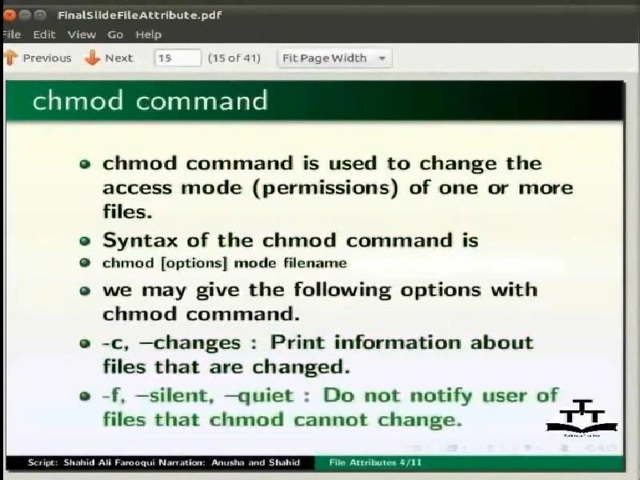 FinalSlideFileAttribute.pdf
File Edit View Go Help
Previous Next 15 (15 of 41) Fit Page Width
chmod command
chmod command is used to change the
access mode (permissions) of one or more
files.
Syntax of the chmod command is
chmod [options] mode filename
we may give the following options with
chmod command.
-c, –changes : Print information about
files that are changed.
-f, –silent, –quiet : Do not notify user of
files that chmod cannot change.
Script: Shahid Ali Farooqui Narration: Anusha and Shahid File Attributes 4/11